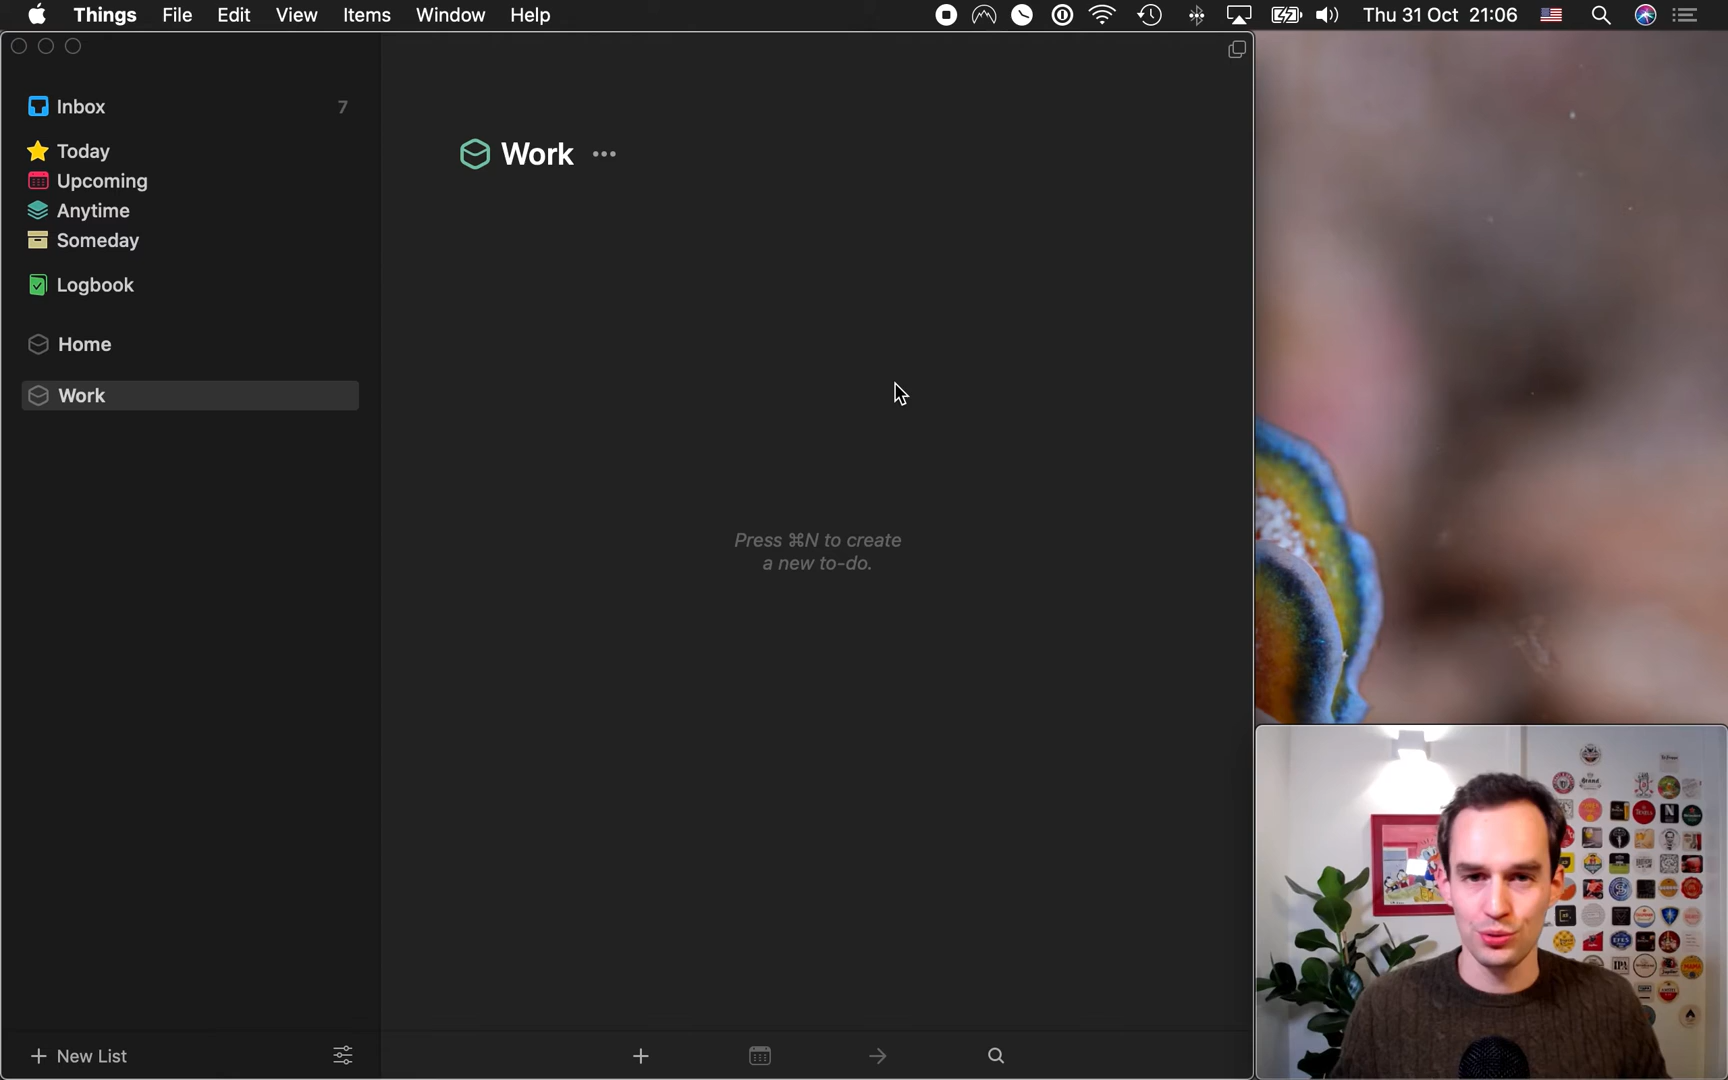 Things File Edit View Items Window Help Thu 31 Oct 21:06
Inbox 7
Today
Upcoming
Anytime
Someday
Logbook
Home
Work
Work
Press ⌘N to create
a new to-do.
New List
IPA